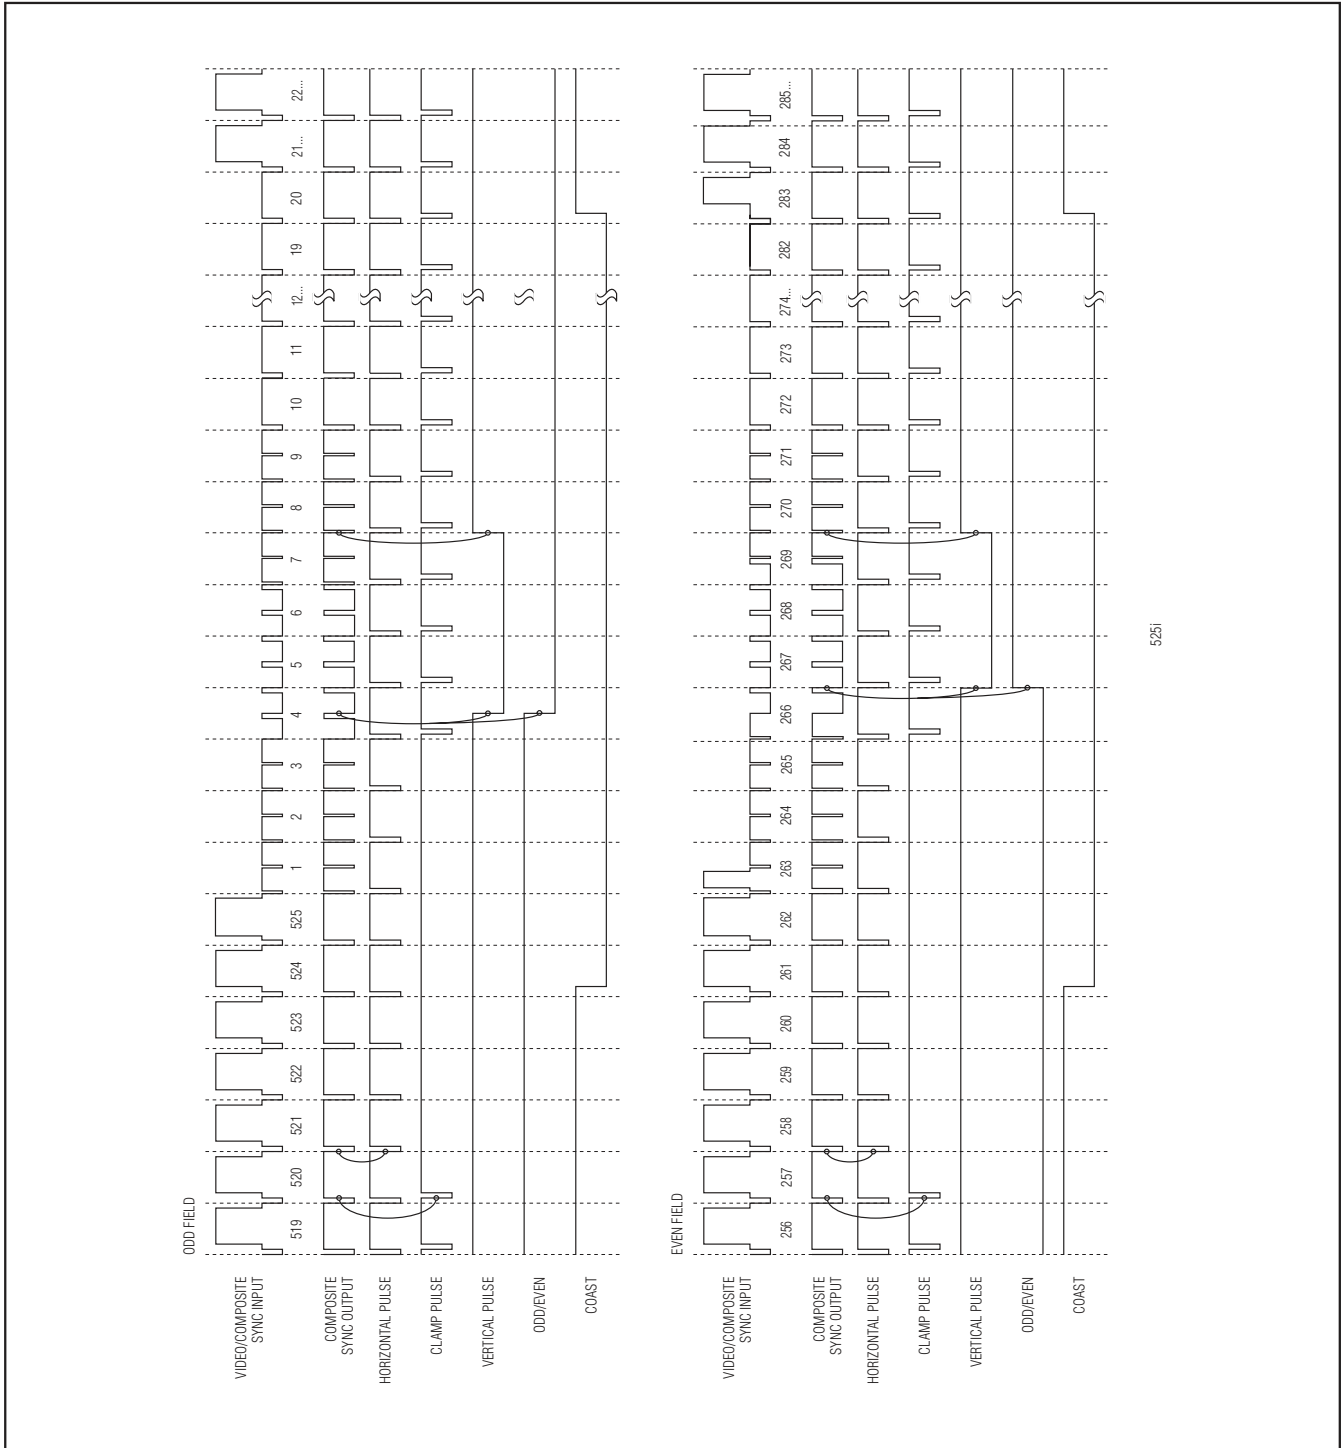 ODD FIELD
VIDEO/COMPOSITE
SYNC INPUT
519 520 521 522 523 524 525 1 2 3 4 5 6 7 8 9 10 11 12... 19 20 21... 22...
COMPOSITE
SYNC OUTPUT
HORIZONTAL PULSE
CLAMP PULSE
VERTICAL PULSE
ODD/EVEN
COAST
EVEN FIELD
VIDEO/COMPOSITE
SYNC INPUT
256 257 258 259 260 261 262 263 264 265 266 267 268 269 270 271 272 273 274... 282 283 284 285...
COMPOSITE
SYNC OUTPUT
HORIZONTAL PULSE
CLAMP PULSE
VERTICAL PULSE
ODD/EVEN
COAST
525i